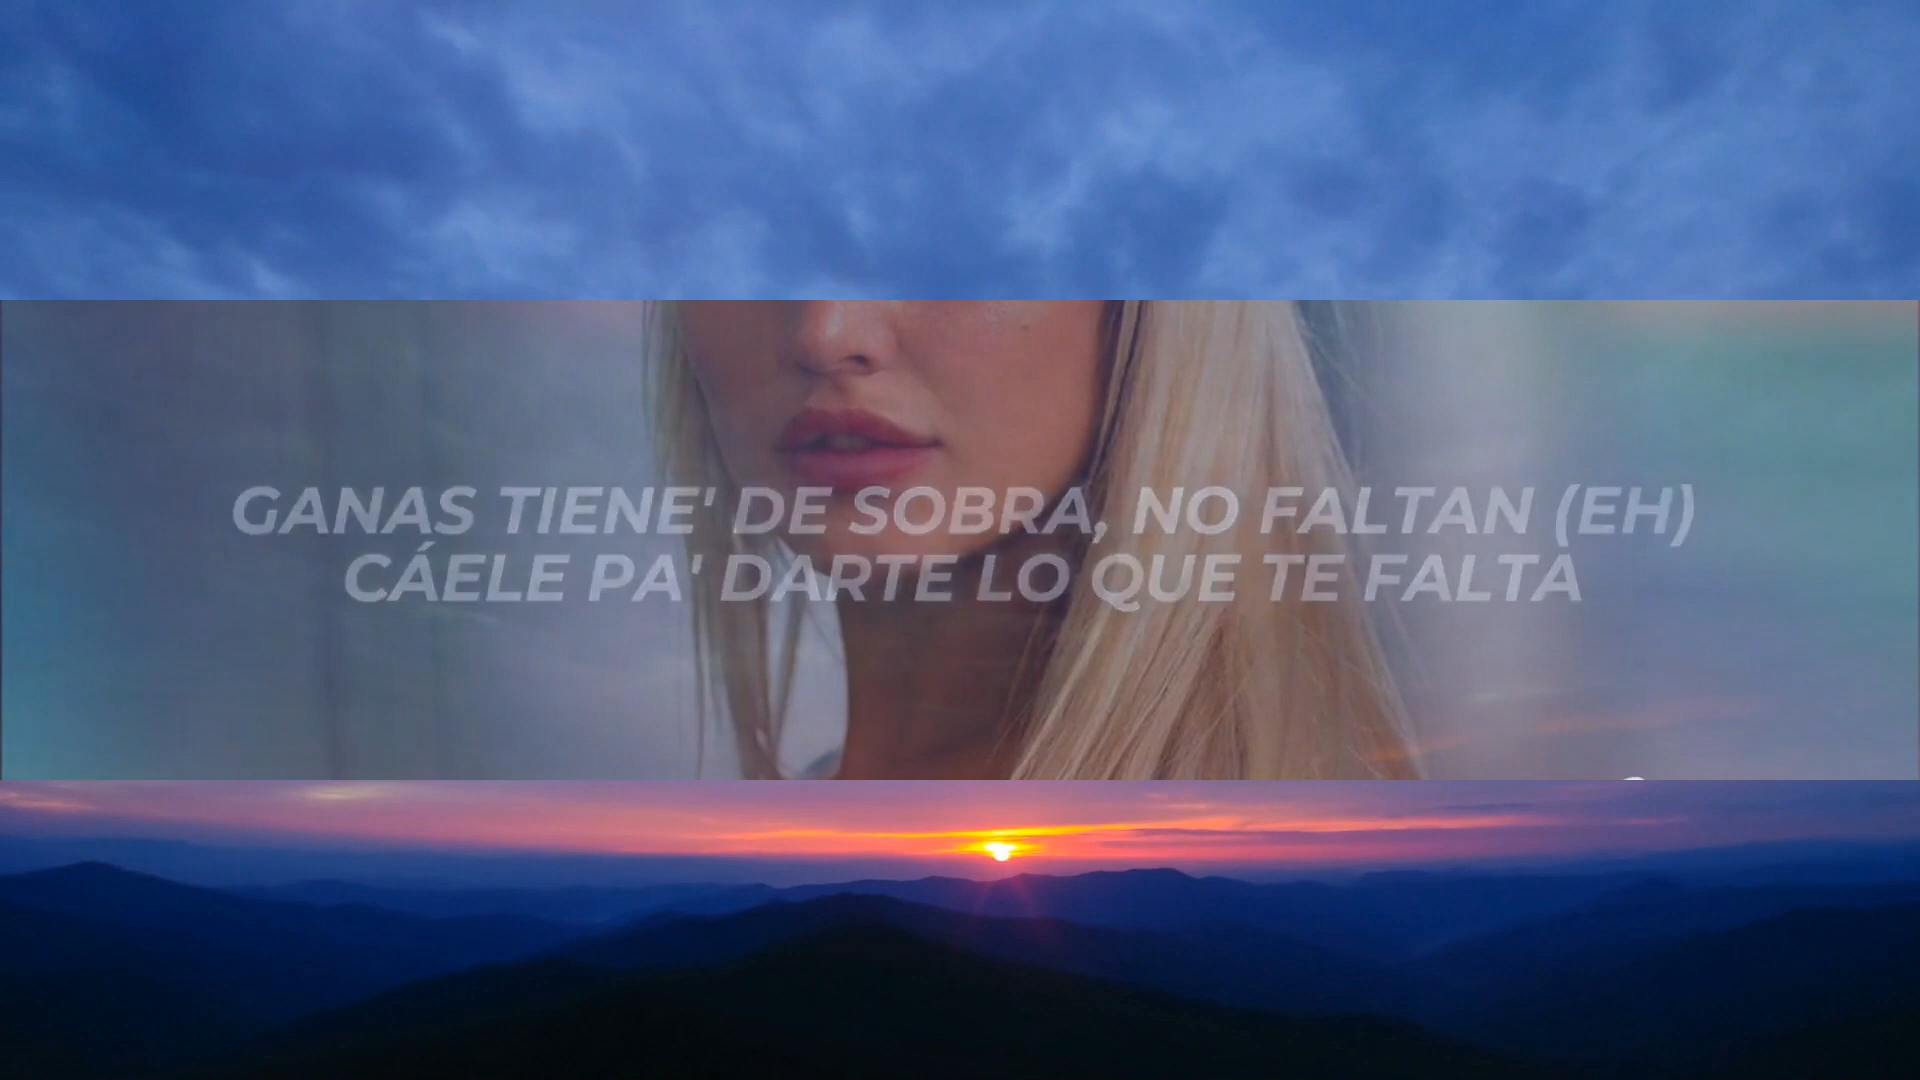 GANAS TIENE' DE SOBRA, NO FALTAN (EH)
CÁELE PA' DARTE LO QUE TE FALTA